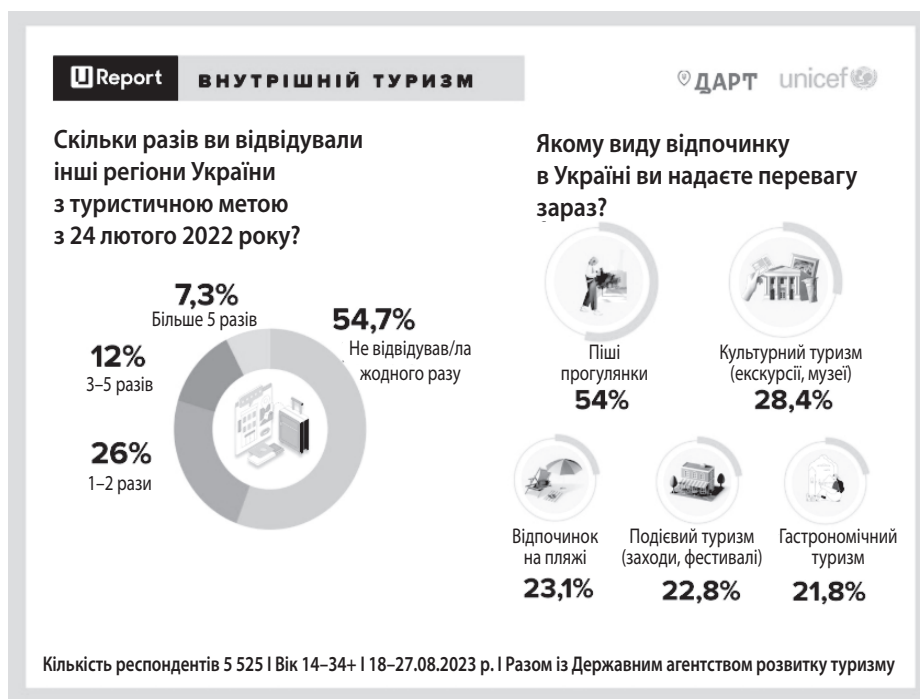 U Report
ВНУТРІШНІЙ ТУРИЗМ
ДАРТ
unicef
Скільки разів ви відвідували
інші регіони України
з туристичною метою
з 24 лютого 2022 року?
7,3%
Більше 5 разів
54,7%
Не відвідував/ла
жодного разу
12%
3–5 разів
26%
1–2 рази
Якому виду відпочинку
в Україні ви надаєте перевагу
зараз?
Піші
прогулянки
54%
Культурний туризм
(екскурсії, музеї)
28,4%
Відпочинок
на пляжі
23,1%
Подієвий туризм
(заходи, фестивалі)
22,8%
Гастрономічний
туризм
21,8%
Кількість респондентів 5 525 І Вік 14–34+ І 18–27.08.2023 р. І Разом із Державним агентством розвитку туризму